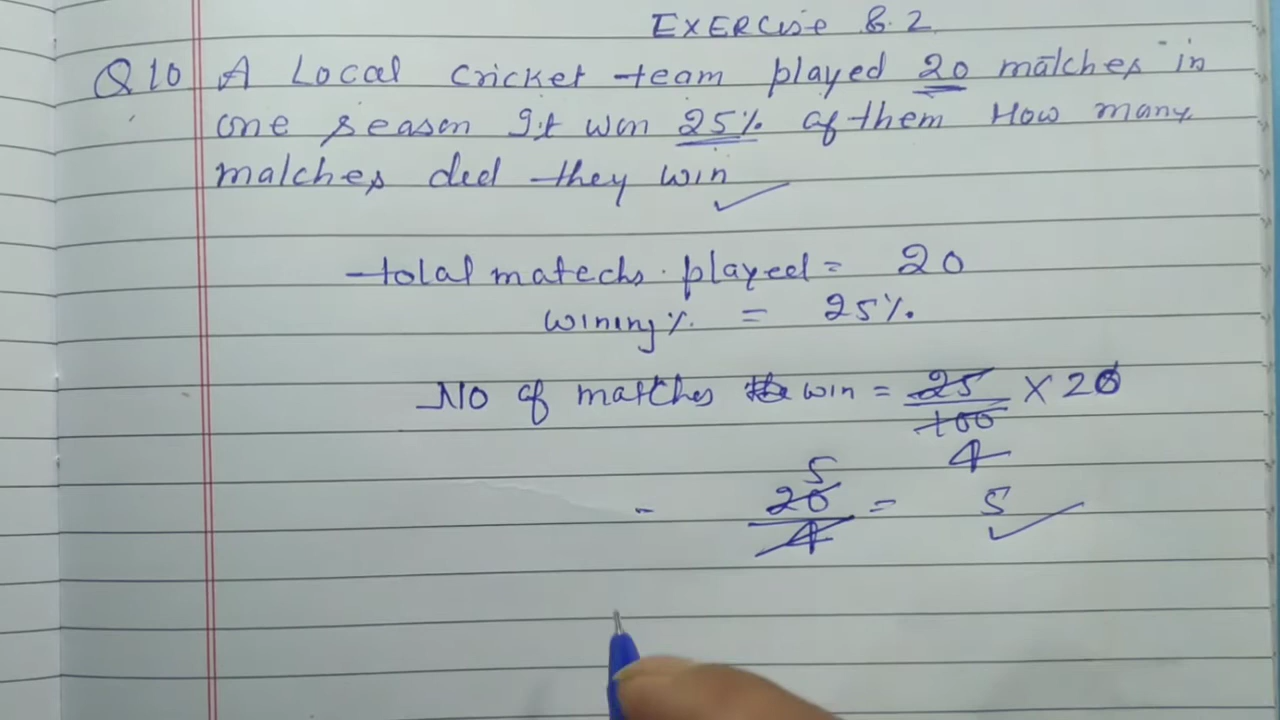 EXERCise 8.2
Q10 A Local cricket team played 20 matches in
one season It won 25% of them How many
matches did they win
total matechs played = 20
wining% = 25%
No of matches win = 25/100 × 20
4
5
= 20/4 = 5